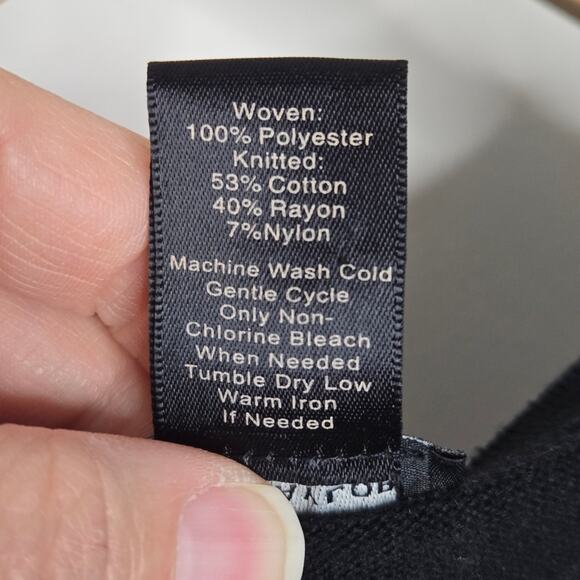 Woven:
100% Polyester
Knitted:
53% Cotton
40% Rayon
7%Nylon
Machine Wash Cold
Gentle Cycle
Only Non-
Chlorine Bleach
When Needed
Tumble Dry Low
Warm Iron
If Needed